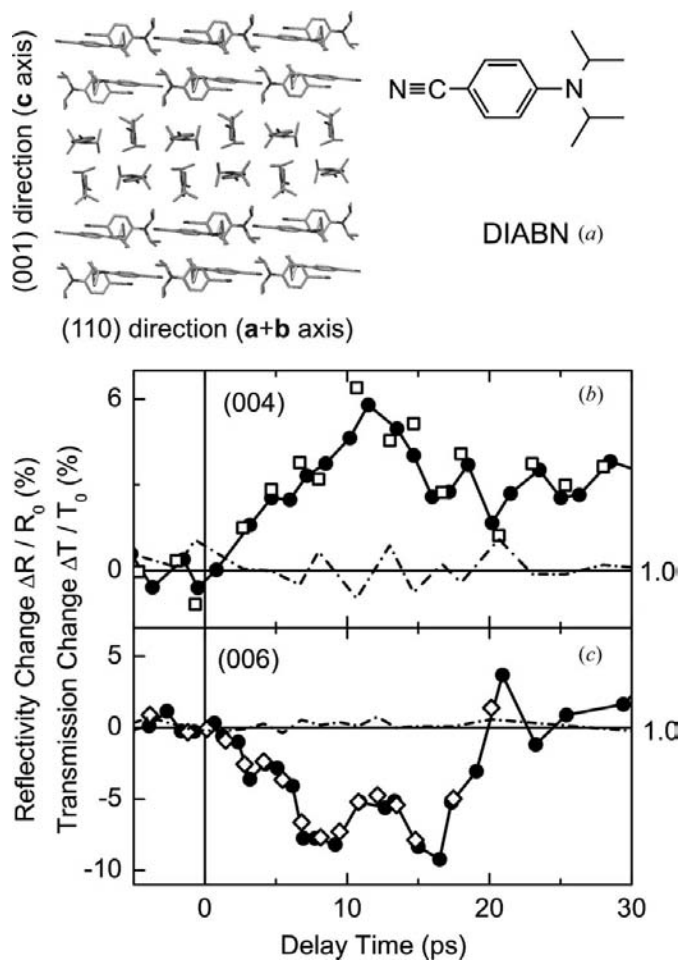 (001) direction (c axis)
(110) direction (a+b axis)
N≡C
N
DIABN (a)
Reflectivity Change ΔR / R0 (%)
Transmission Change ΔT / T0 (%)
(004)
(b)
6
3
0
1.0
(006)
(c)
5
0
-5
-10
1.0
0
10
20
30
Delay Time (ps)